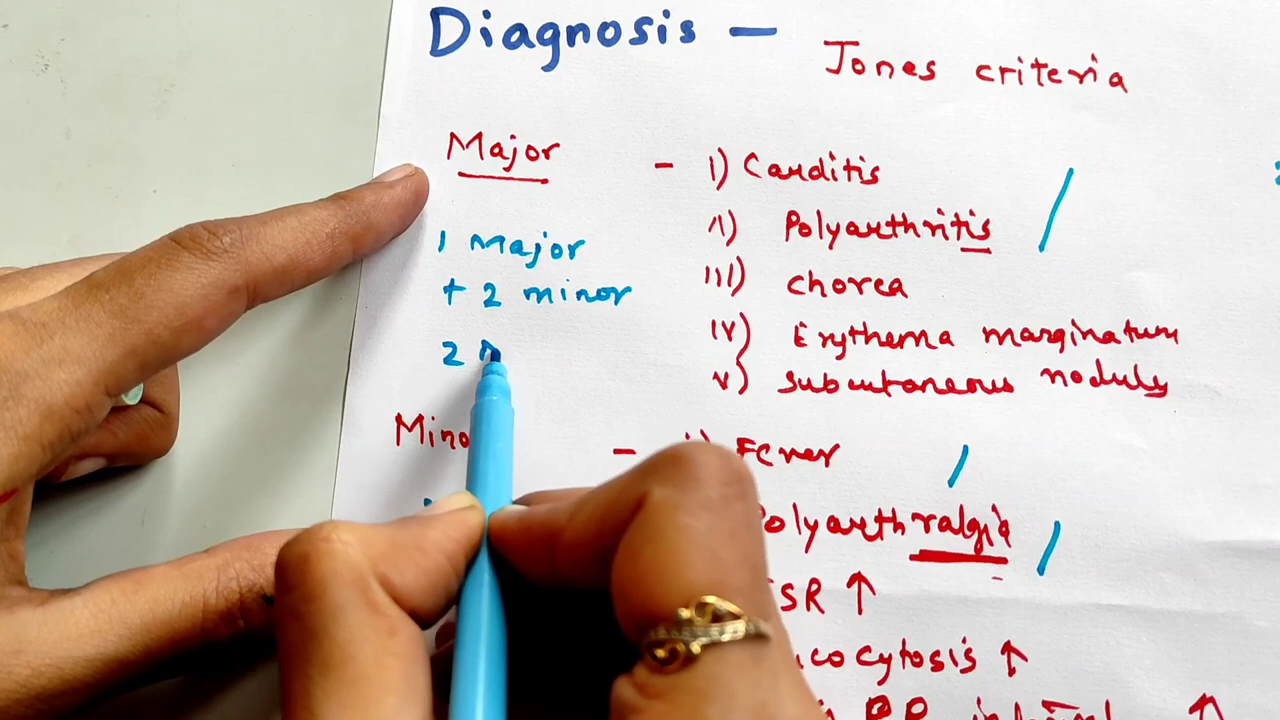 Diagnosis -
Jones criteria
Major - i) Carditis
ii) Polyarthritis
1 Major
+ 2 minor
iii) chorea
iv) Erythema marginatum
2
v) subcutaneous nodules
- i) Fever
Polyarthralgia
SR ↑
cocytosis ↑
PR ↑